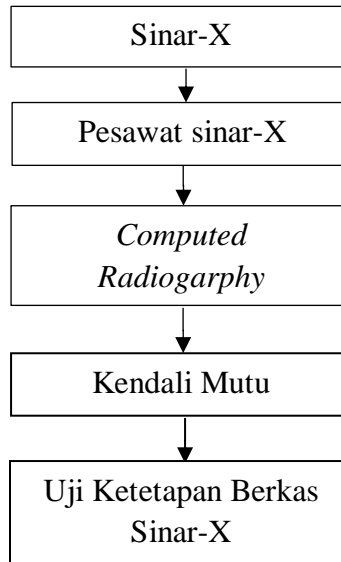 Sinar-X
Pesawat sinar-X
Computed
Radiogarphy
Kendali Mutu
Uji Ketetapan Berkas
Sinar-X